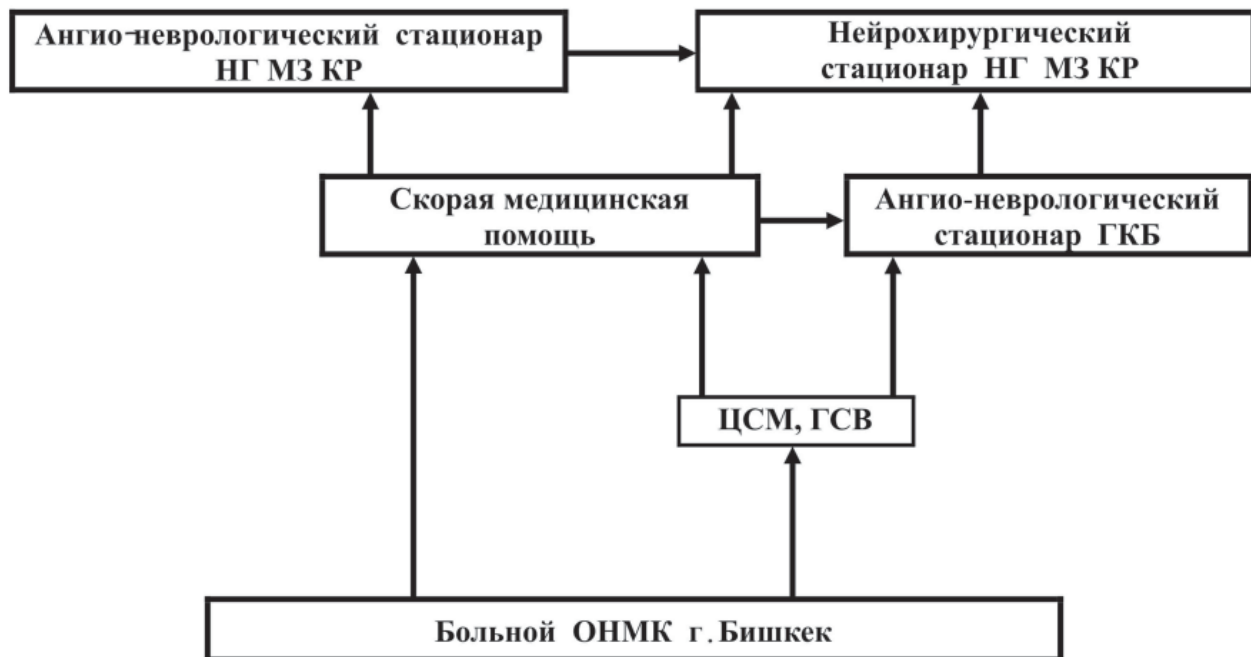 Ангио-неврологический стационар
НГ МЗ КР
Нейрохирургический
стационар НГ МЗ КР
Скорая медицинская
помощь
Ангио-неврологический
стационар ГКБ
ЦСМ, ГСВ
Больной ОНМК г.Бишкек